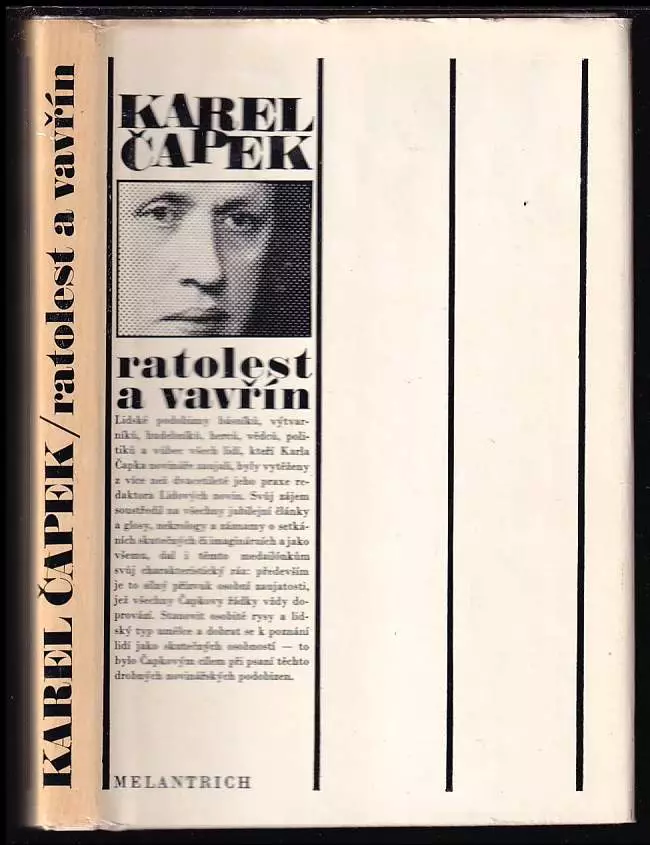 KAREL ČAPEK/ratolest a vavřín
KAREL
ČAPEK
ratolest
a vavřín
Lidské podobizny básníků, výtvar-
níků, hudebníků, herců, vědců, poli-
tiků a vůbec všech lidí, kteří Karla
Čapka novináře zaujali, byly vytěženy
z více než dvacetileté jeho praxe re-
daktora Lidových novin. Svůj zájem
soustředil na všechny jubilejní články
a glosy, nekrology a záznamy o setká-
ních skutečných či imaginárních a jako
všemu, dal i těmto medailónkům
svůj charakteristický ráz: především
je to silný přízvuk osobní zaujatosti,
jež všechny Čapkovy řádky vždy do-
provází. Stanovit osobité rysy a lid-
ský typ umělce a dobrat se k poznání
lidí jako skutečných osobností — to
bylo Čapkovým cílem při psaní těchto
drobných novinářských podobizen.
MELANTRICH